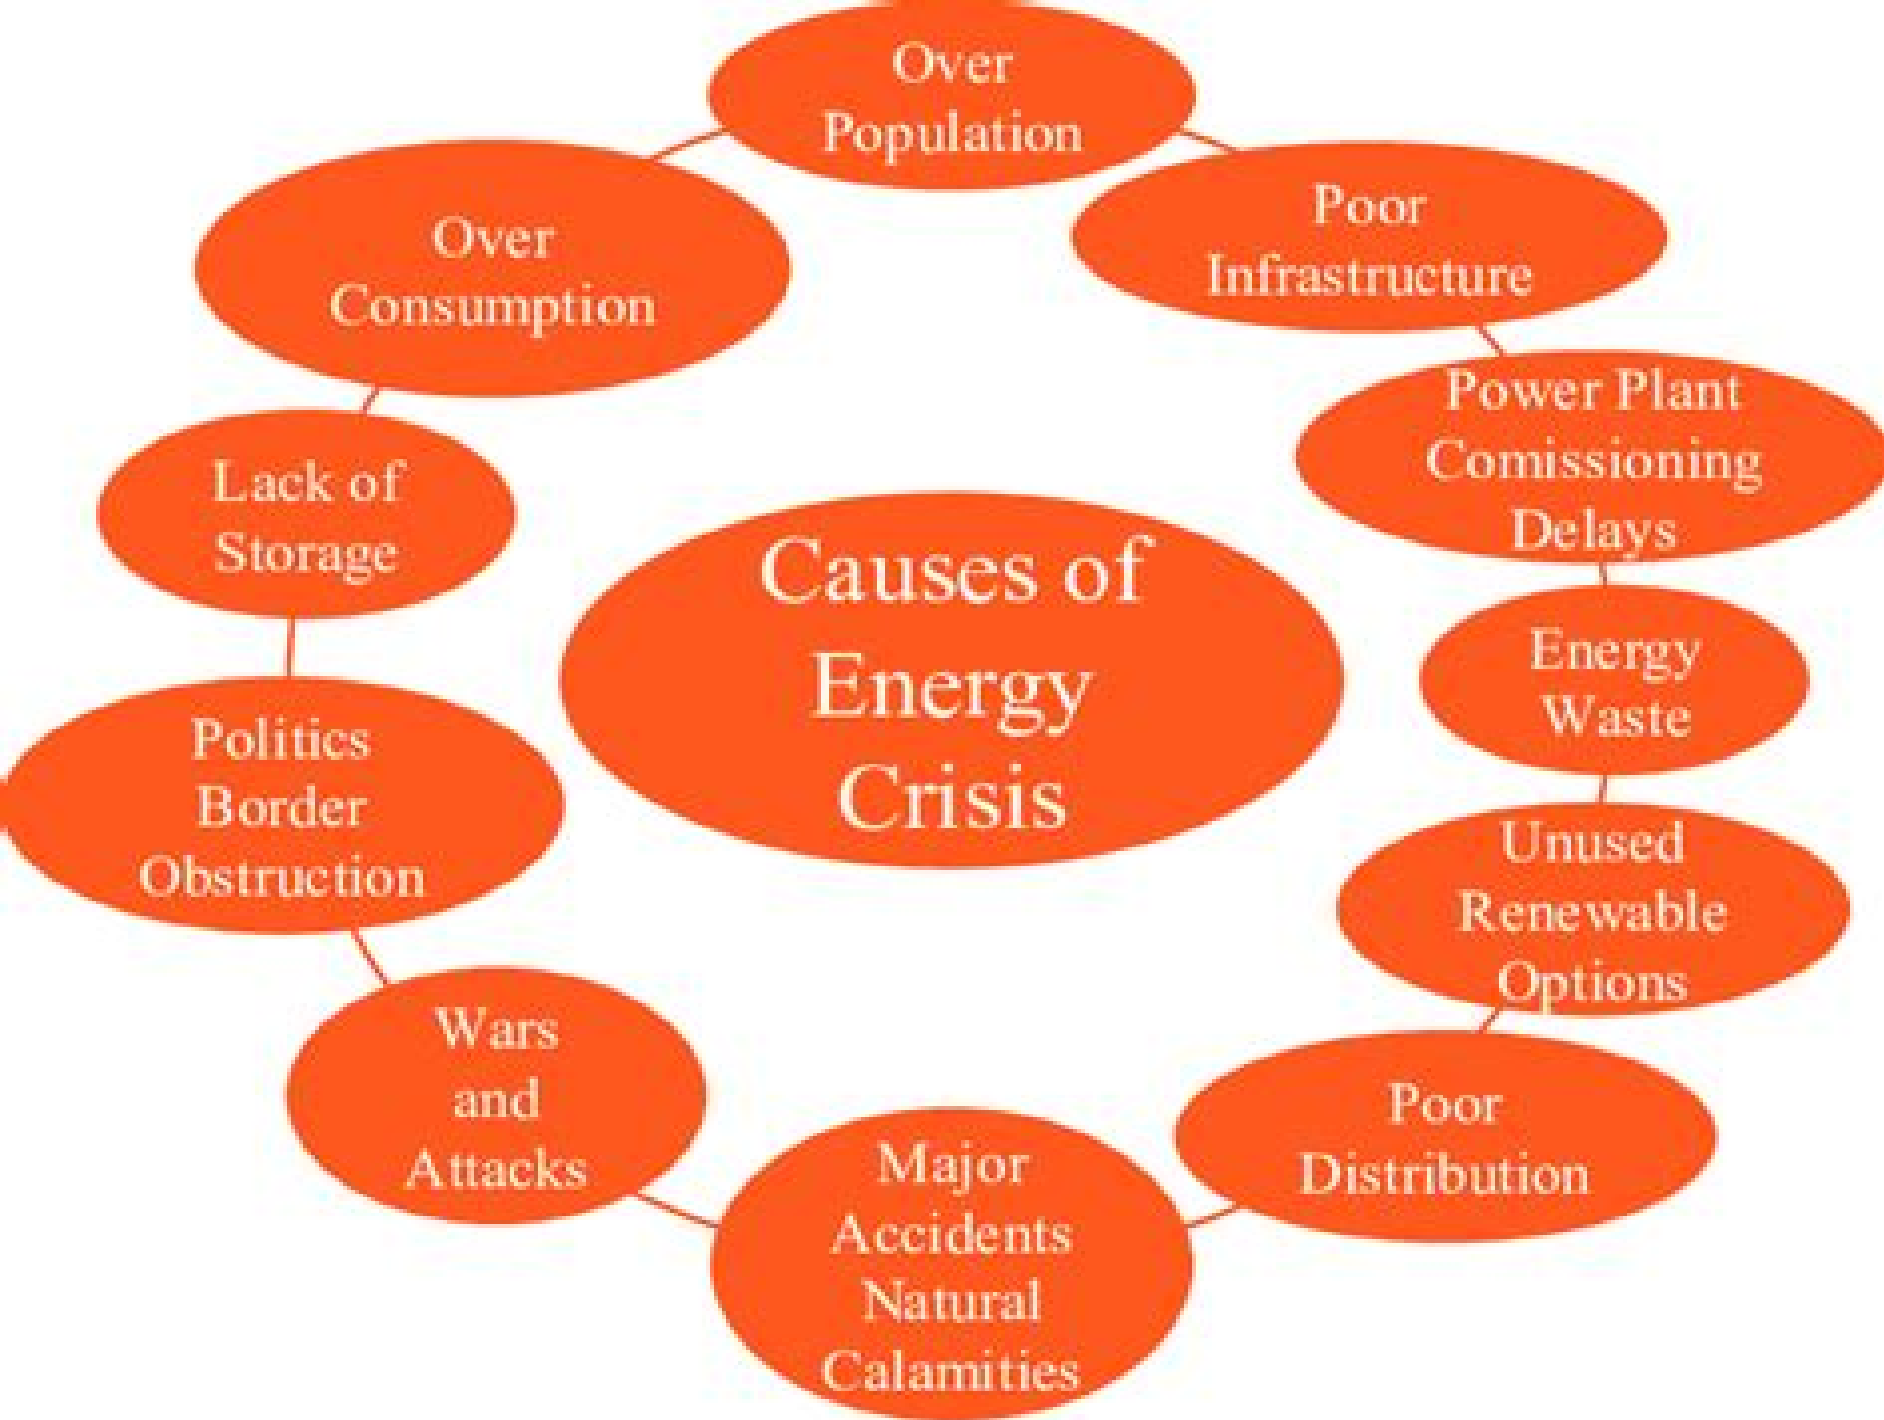 Over
Population
Poor
Infrastructure
Power Plant
Comissioning
Delays
Energy
Waste
Unused
Renewable
Options
Poor
Distribution
Major
Accidents
Natural
Calamities
Wars
and
Attacks
Politics
Border
Obstruction
Lack of
Storage
Over
Consumption
Causes of
Energy
Crisis